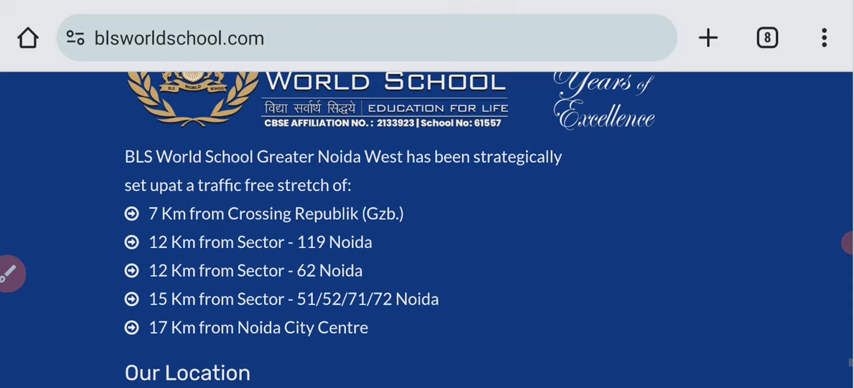 blsworldschool.com
8
WORLD SCHOOL
Years of
विद्या सर्वार्थ सिद्धये | EDUCATION FOR LIFE
Excellence
CBSE AFFILIATION NO. : 2133923 | School No: 61557
BLS World School Greater Noida West has been strategically
set upat a traffic free stretch of:
7 Km from Crossing Republik (Gzb.)
12 Km from Sector - 119 Noida
12 Km from Sector - 62 Noida
15 Km from Sector - 51/52/71/72 Noida
17 Km from Noida City Centre
Our Location